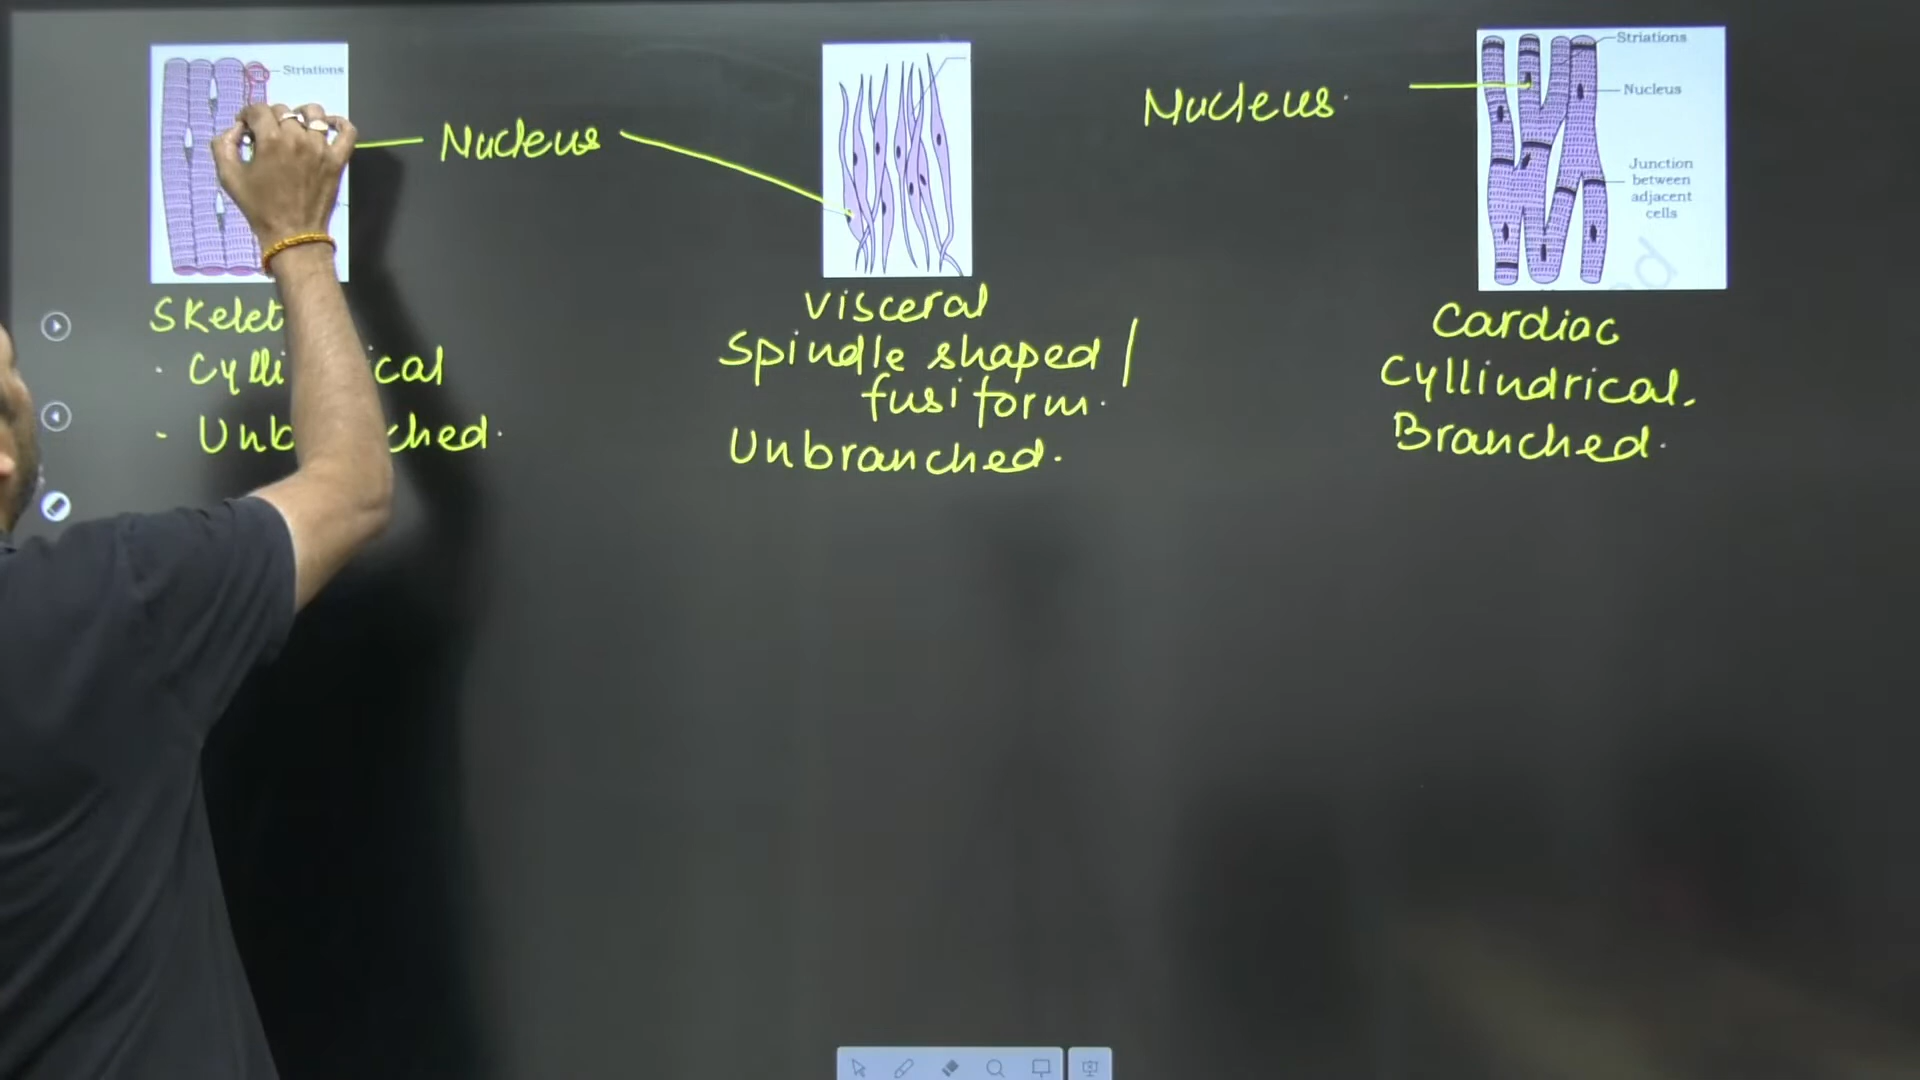 Striations
Nucleus
Visceral
Spindle shaped /
fusiform.
Unbranched.
Nucleus.
Striations
Nucleus
Junction
between
adjacent
cells
Cardiac
Cyllindrical.
Branched.